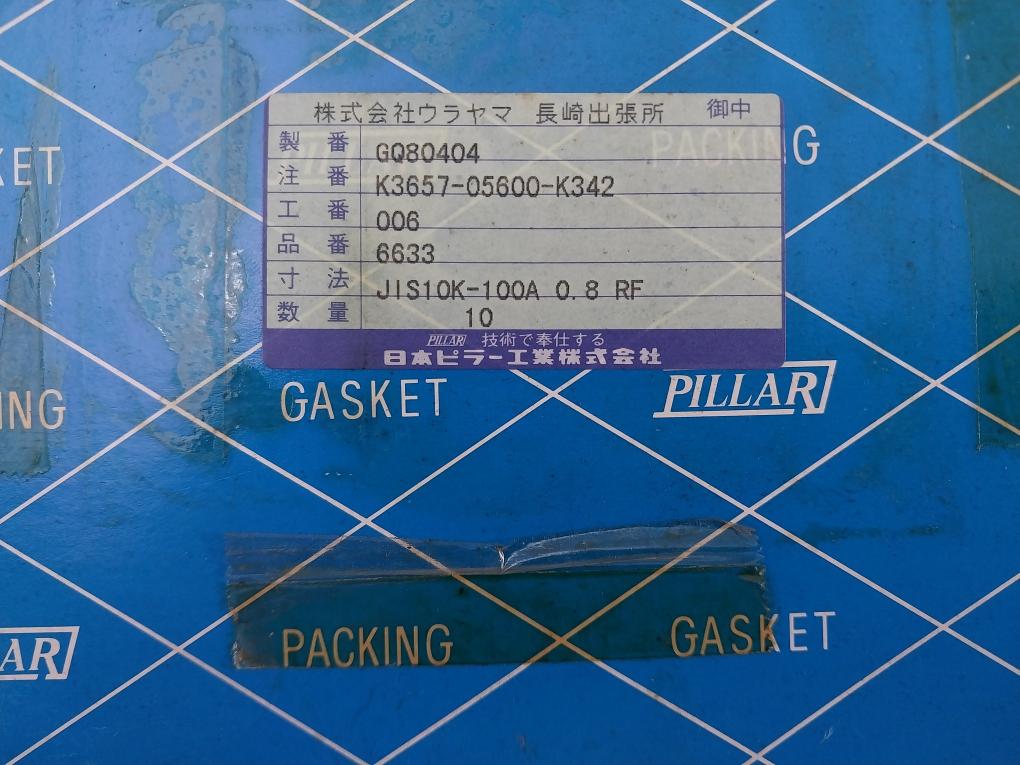 株式会社ウラヤマ 長崎出張所 御中
製 番 GQ80404
注 番 K3657-05600-K342
工 番 006
品 番 6633
寸 法 JIS10K-100A 0.8 RF
数 量 10
PILLAR 技術で奉仕する
日本ピラー工業株式会社
KET
PACKING
ING
GASKET
PILLAR
AR
PACKING
GASKET